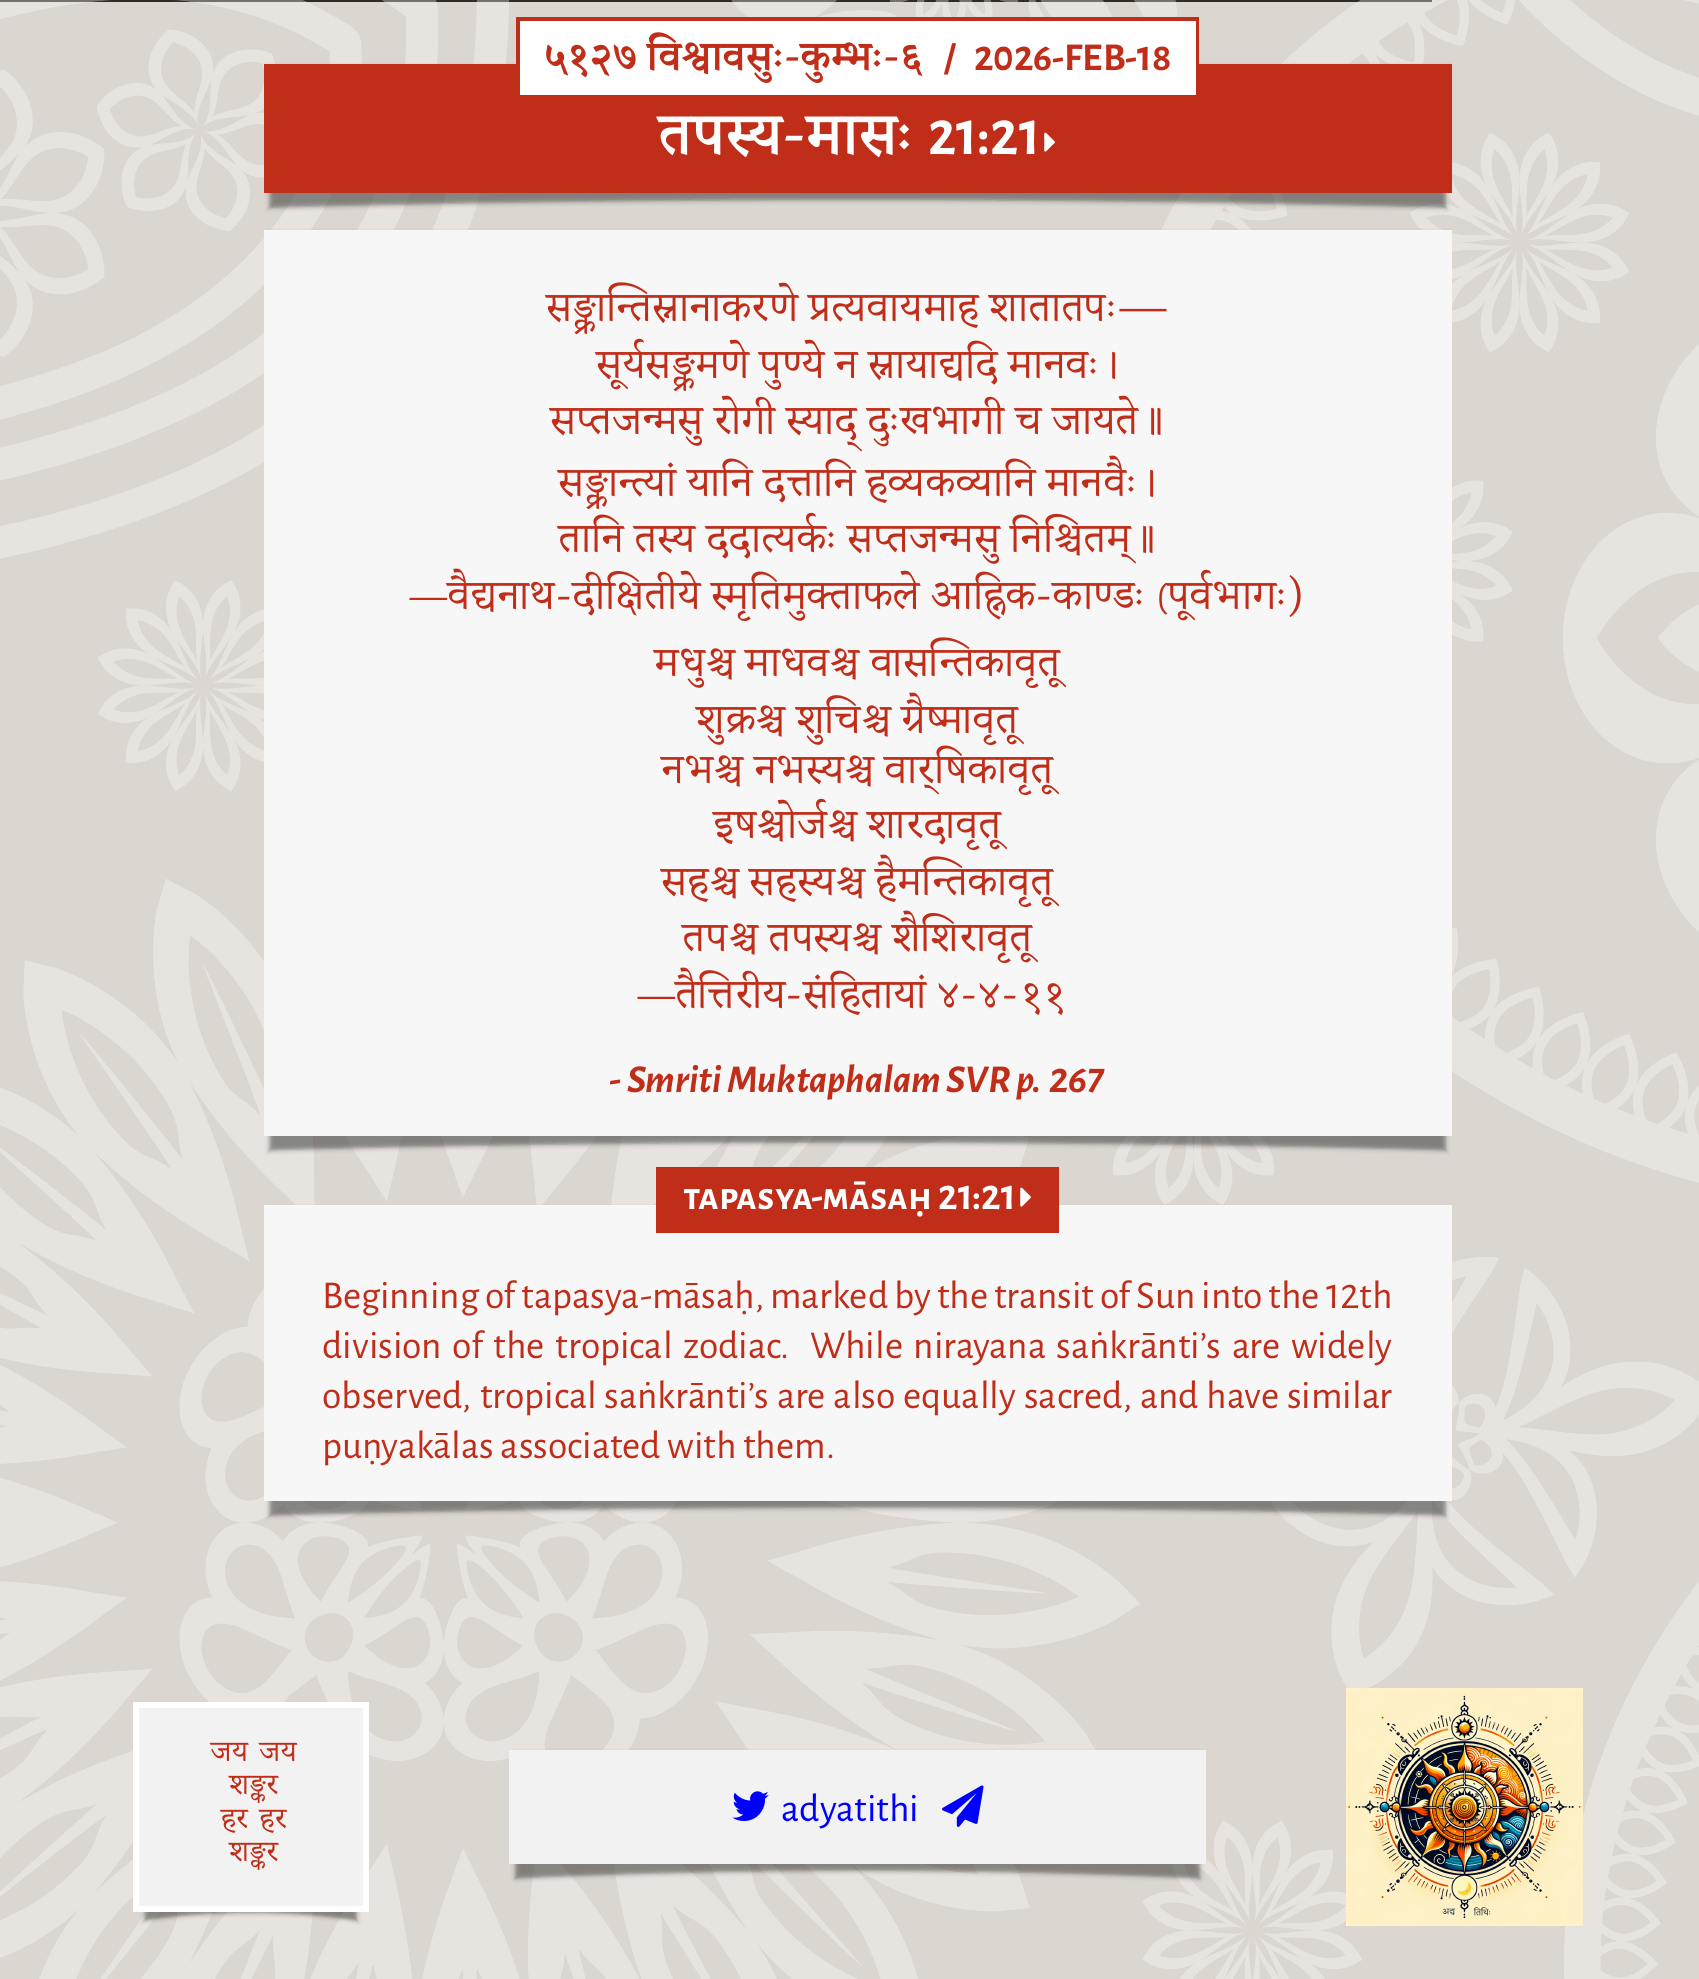 ५१२७ विश्वावसुः-कुम्भः-६ / 2026-FEB-18
तपस्य-मासः 21:21
सङ्क्रान्तिस्नानाकरणे प्रत्यवायमाह शातातपः—
सूर्यसङ्क्रमणे पुण्ये न स्नायाद्यदि मानवः।
सप्तजन्मसु रोगी स्याद् दुःखभागी च जायते॥
सङ्क्रान्त्यां यानि दत्तानि हव्यकव्यानि मानवैः।
तानि तस्य ददात्यर्कः सप्तजन्मसु निश्चितम्॥
—वैद्यनाथ-दीक्षितीये स्मृतिमुक्ताफले आह्निक-काण्डः (पूर्वभागः)
मधुश्च माधवश्च वासन्तिकावृतू
शुक्रश्च शुचिश्च ग्रैष्मावृतू
नभश्च नभस्यश्च वार्षिकावृतू
इषश्चोर्जश्च शारदावृतू
सहश्च सहस्यश्च हैमन्तिकावृतू
तपश्च तपस्यश्च शैशिरावृतू
—तैत्तिरीय-संहितायां ४-४-११
- Smriti Muktaphalam SVR p. 267
TAPASYA-MĀSAḤ 21:21
Beginning of tapasya-māsaḥ, marked by the transit of Sun into the 12th
division of the tropical zodiac. While nirayana saṅkrānti’s are widely
observed, tropical saṅkrānti’s are also equally sacred, and have similar
puṇyakālas associated with them.
जय जय
शङ्कर
हर हर
शङ्कर
adyatithi
अद्य तिथिः